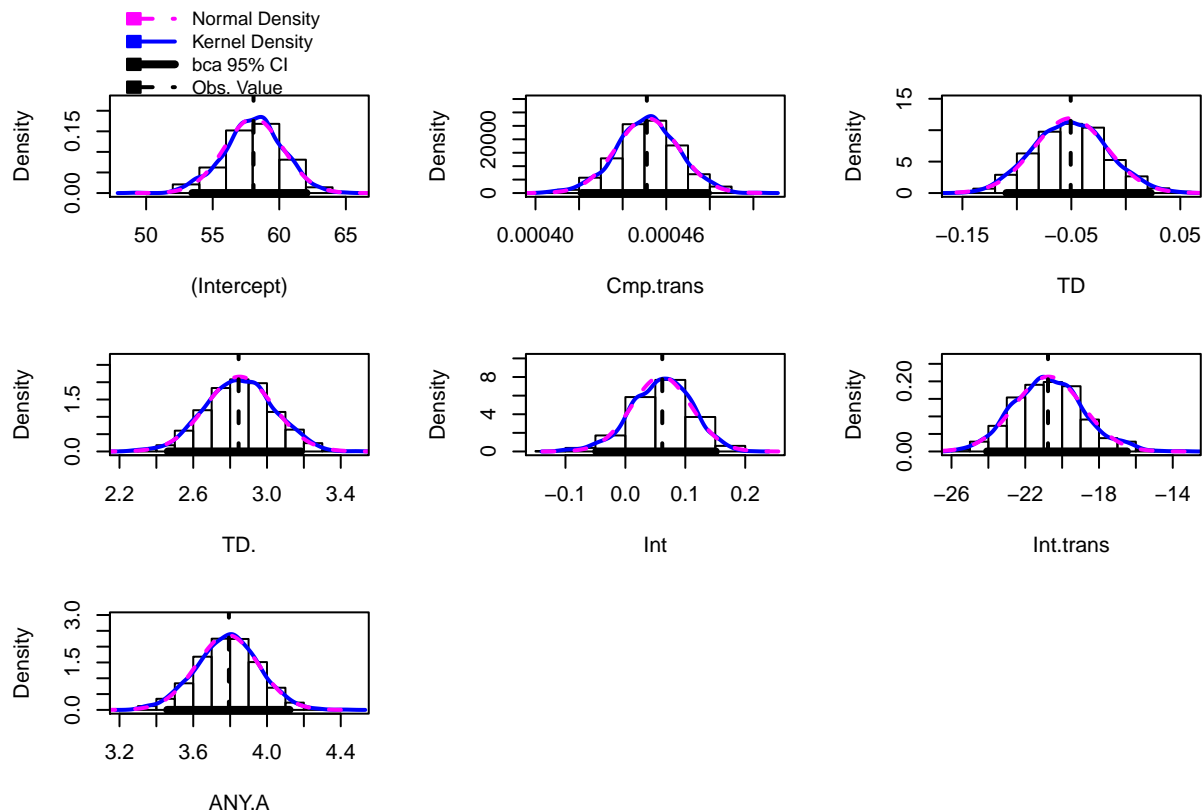 Normal Density
Kernel Density
bca 95% CI
Obs. Value
Density
0.00 0.15
50 55 60 65
(Intercept)
Density
0 20000
0.00040 0.00046
Cmp.trans
Density
0 5 15
−0.15 −0.05 0.05
TD
Density
0.0 1.5
2.2 2.6 3.0 3.4
TD.
Density
0 4 8
−0.1 0.0 0.1 0.2
Int
Density
0.00 0.20
−26 −22 −18 −14
Int.trans
Density
0.0 1.5 3.0
3.2 3.6 4.0 4.4
ANY.A